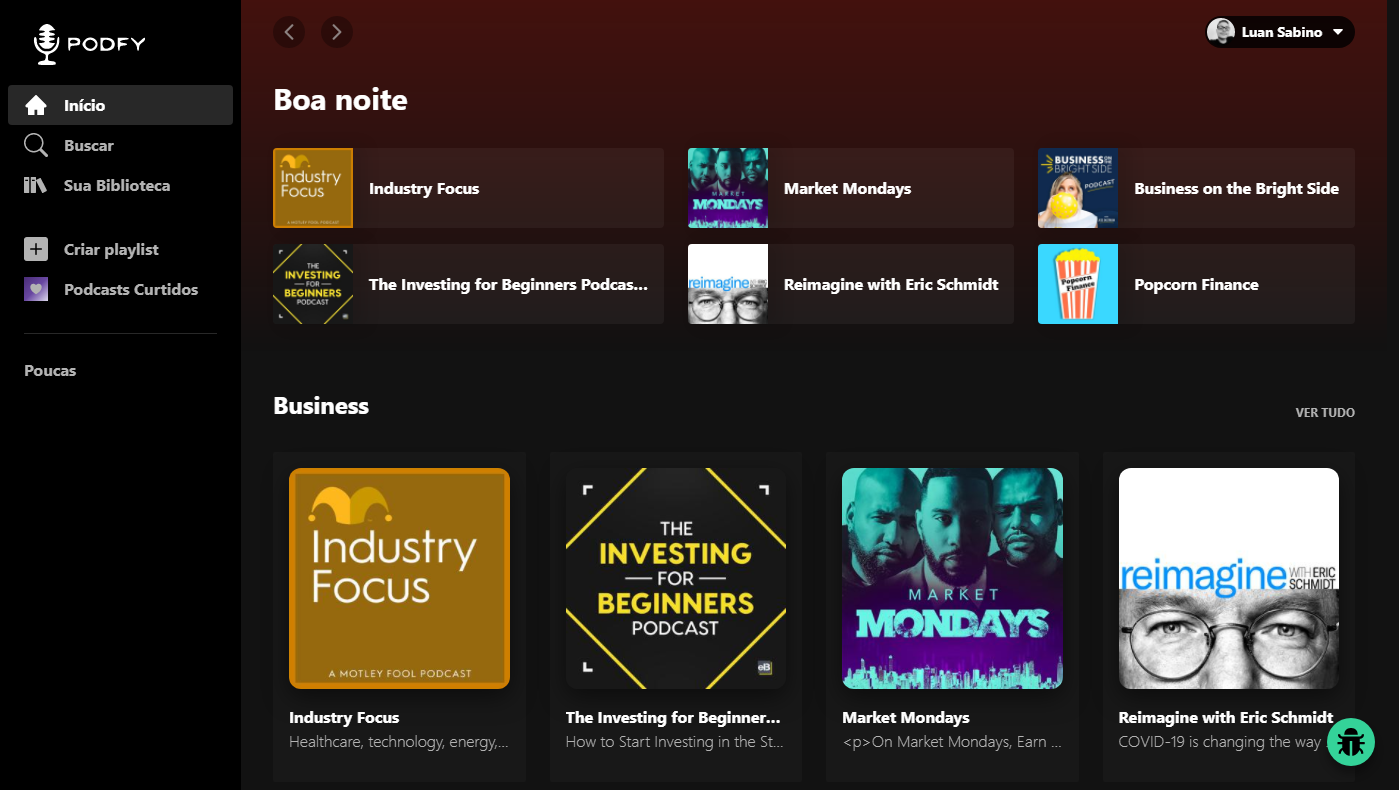 PODFY
Início
Buscar
Sua Biblioteca
Criar playlist
Podcasts Curtidos
Poucas
Luan Sabino
Boa noite
Industry
Focus
A MOTLEY FOOL PODCAST
Industry Focus
MARKET
MONDAYS
Market Mondays
BUSINESS ON THE
BRIGHT SIDE
PODCAST
Business on the Bright Side
THE
INVESTING
FOR
BEGINNERS
PODCAST
The Investing for Beginners Podcas...
reimagine
Reimagine with Eric Schmidt
Popcorn
Finance
Popcorn Finance
Business
VER TUDO
Industry
Focus
A MOTLEY FOOL PODCAST
Industry Focus
Healthcare, technology, energy,...
THE
INVESTING
FOR
BEGINNERS
PODCAST
eB
The Investing for Beginner...
How to Start Investing in the St...
MARKET
MONDAYS
Market Mondays
<p>On Market Mondays, Earn ...
reimagine WITH ERIC
SCHMIDT
Reimagine with Eric Schmidt
COVID-19 is changing the way